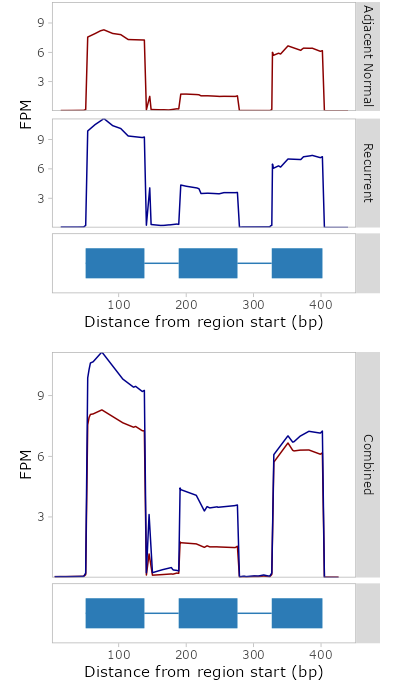 9
6
3
Adjacent Normal
FPM
9
6
3
Recurrent
100 200 300 400
Distance from region start (bp)
9
6
3
FPM
Combined
100 200 300 400
Distance from region start (bp)